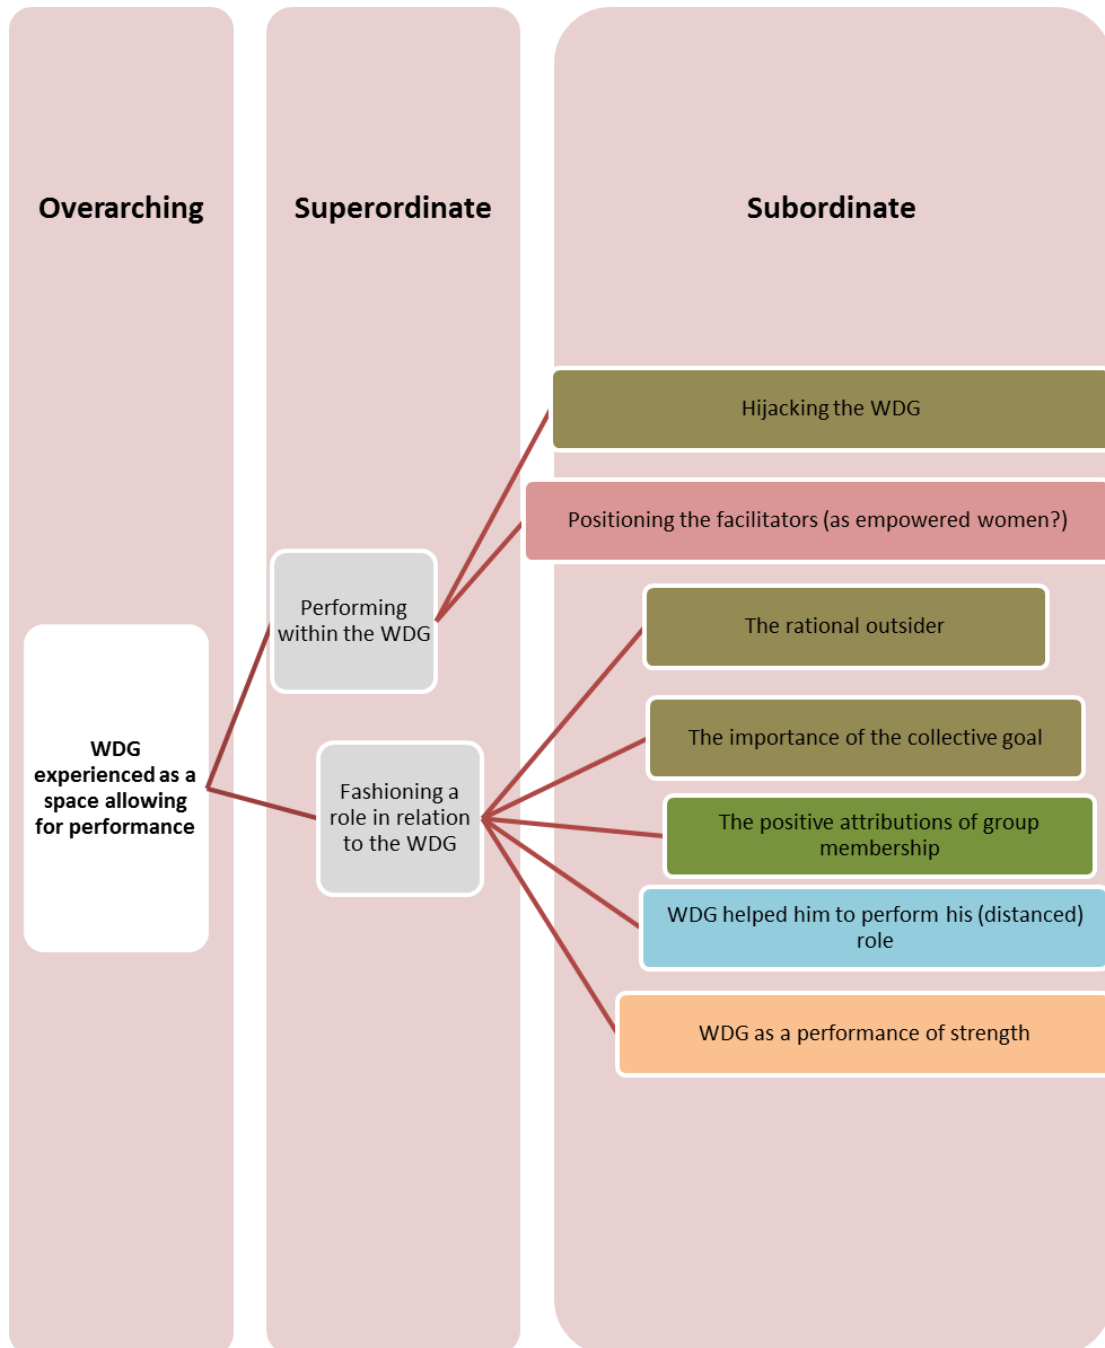 Overarching
Superordinate
Subordinate
Hijacking the WDG
Positioning the facilitators (as empowered women?)
Performing
within the WDG
The rational outsider
WDG
experienced as a
space allowing
for performance
The importance of the collective goal
Fashioning a
role in relation
to the WDG
The positive attributions of group
membership
WDG helped him to perform his (distanced)
role
WDG as a performance of strength